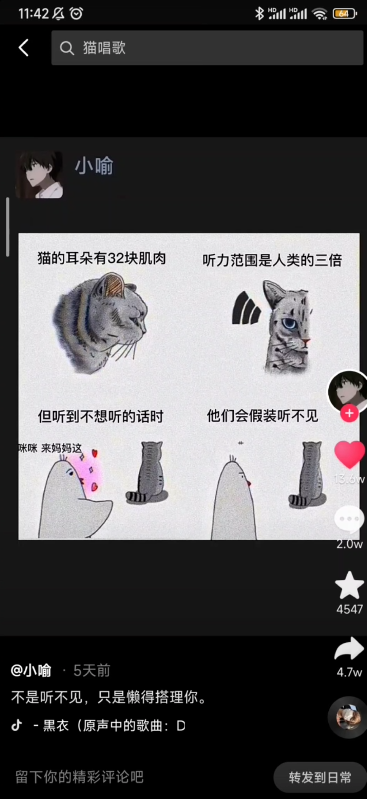 11:42
64
猫唱歌
小喻
猫的耳朵有32块肌肉
听力范围是人类的三倍
但听到不想听的话时
他们会假装听不见
咪咪 来妈妈这
13.6w
2.0w
4547
4.7w
@小喻 · 5天前
不是听不见，只是懒得搭理你。
- 黑衣（原声中的歌曲：D
留下你的精彩评论吧
转发到日常